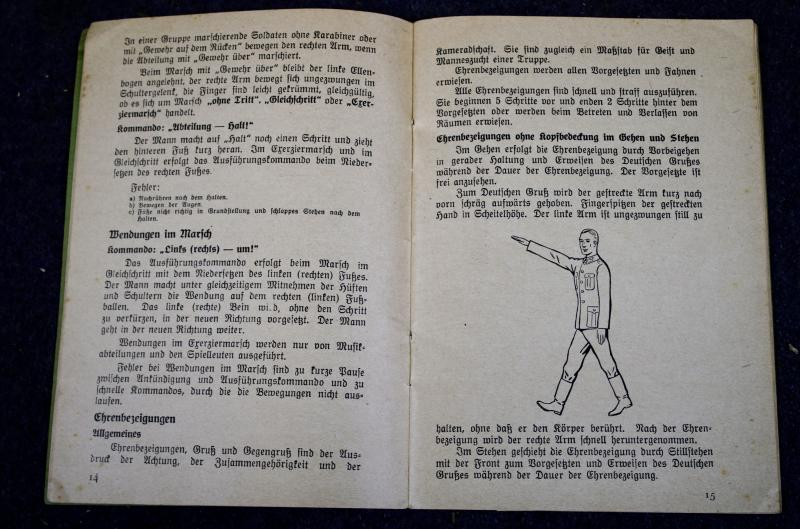 In einer Gruppe marschierende Soldaten ohne Karabiner oder
mit „Gewehr auf dem Rücken“ bewegen den rechten Arm, wenn
die Abteilung mit „Gewehr über“ marschiert.
Beim Marsch mit „Gewehr über“ bleibt der linke Ellen-
bogen angelehnt, der rechte Arm bewegt sich ungezwungen im
Schultergelenk, die Finger sind leicht gekrümmt, gleichgültig,
ob es sich um Marsch „ohne Tritt“, „Gleichschritt“ oder „Exer-
ziermarsch“ handelt.
Kommando: „Abteilung — Halt!“
Der Mann macht auf „Halt“ noch einen Schritt und zieht
den hinteren Fuß kurz heran. Im Exerziermarsch und im
Gleichschritt erfolgt das Ausführungskommando beim Nieder-
setzen des rechten Fußes.
Fehler:
a) Nachrühren nach dem Halten.
b) Bewegen der Augen.
c) Füße nicht richtig in Grundstellung und schlappes Stehen nach dem
Halten.
Wendungen im Marsch
Kommando: „Links (rechts) — um!“
Das Ausführungskommando erfolgt beim Marsch im
Gleichschritt mit dem Niedersetzen des linken (rechten) Fußes.
Der Mann macht unter gleichzeitigem Mitnehmen der Hüften
und Schultern die Wendung auf dem rechten (linken) Fuß-
ballen. Das linke (rechte) Bein wi.d, ohne den Schritt
zu verkürzen, in der neuen Richtung vorgesetzt. Der Mann
geht in der neuen Richtung weiter.
Wendungen im Exerziermarsch werden nur von Musik-
abteilungen und den Spielleuten ausgeführt.
Fehler bei Wendungen im Marsch sind zu kurze Pause
zwischen Ankündigung und Ausführungskommando und zu
schnelle Kommandos, durch die die Bewegungen nicht aus-
laufen.
Ehrenbezeigungen
Allgemeines
Ehrenbezeigungen, Gruß und Gegengruß sind der Aus-
druck der Achtung, der Zusammengehörigkeit und der
14
Kameradschaft. Sie sind zugleich ein Maßstab für Geist und
Manneszucht einer Truppe.
Ehrenbezeigungen werden allen Vorgesetzten und Fahnen
erwiesen.
Alle Ehrenbezeigungen sind schnell und straff auszuführen.
Sie beginnen 5 Schritte vor und enden 2 Schritte hinter dem
Vorgesetzten oder werden beim Betreten und Verlassen von
Räumen erwiesen.
Ehrenbezeigungen ohne Kopfbedeckung im Gehen und Stehen
Im Gehen erfolgt die Ehrenbezeigung durch Vorbeigehen
in gerader Haltung und Erweisen des Deutschen Grußes
während der Dauer der Ehrenbezeigung. Der Vorgesetzte ist
frei anzusehen.
Zum Deutschen Gruß wird der gestreckte Arm kurz nach
vorn schräg aufwärts gehoben. Fingerspitzen der gestreckten
Hand in Scheitelhöhe. Der linke Arm ist ungezwungen still zu
halten, ohne daß er den Körper berührt. Nach der Ehren-
bezeigung wird der rechte Arm schnell heruntergenommen.
Im Stehen geschieht die Ehrenbezeigung durch Stillstehen
mit der Front zum Vorgesetzten und Erweisen des Deutschen
Grußes während der Dauer der Ehrenbezeigung.
15